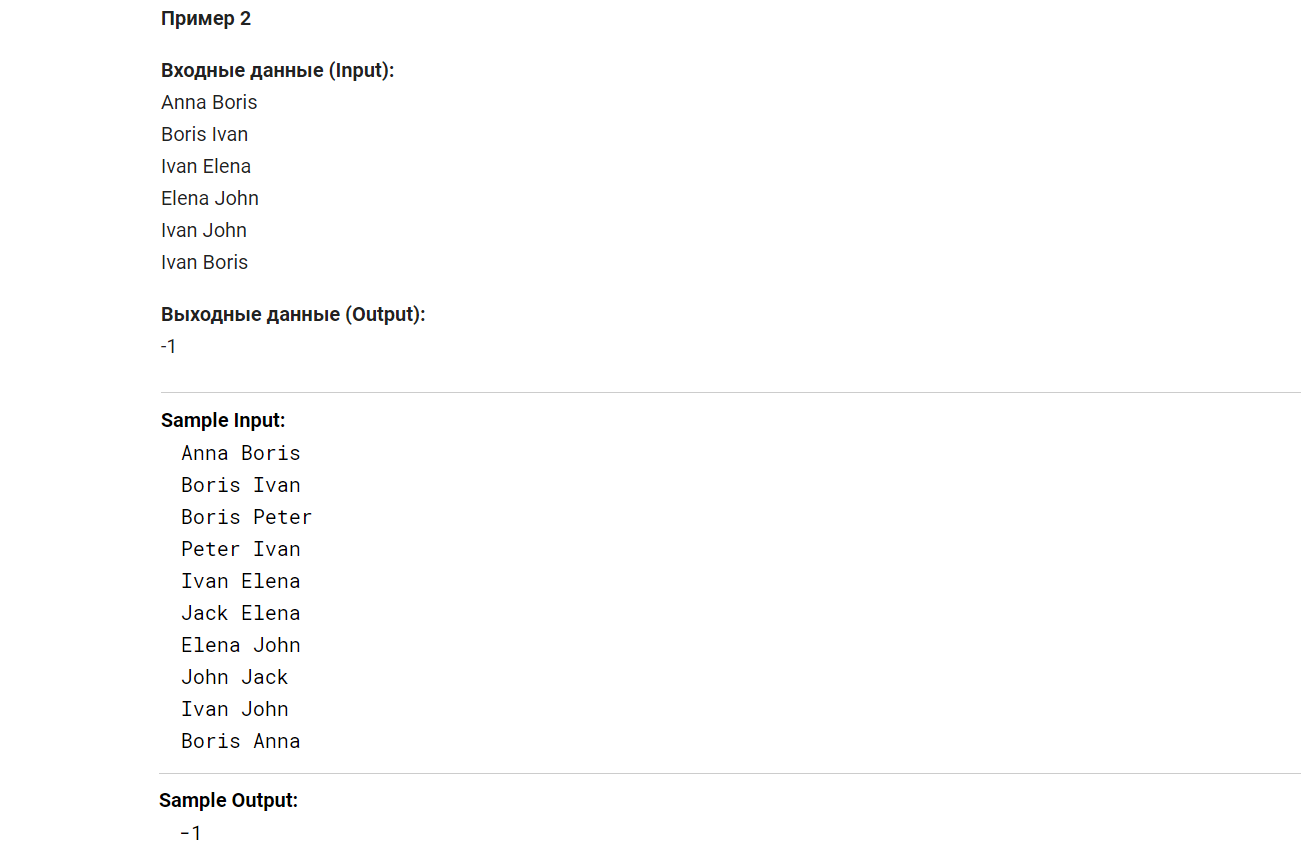 Пример 2
Входные данные (Input):
Anna Boris
Boris Ivan
Ivan Elena
Elena John
Ivan John
Ivan Boris
Выходные данные (Output):
-1
Sample Input:
Anna Boris
Boris Ivan
Boris Peter
Peter Ivan
Ivan Elena
Jack Elena
Elena John
John Jack
Ivan John
Boris Anna
Sample Output:
-1